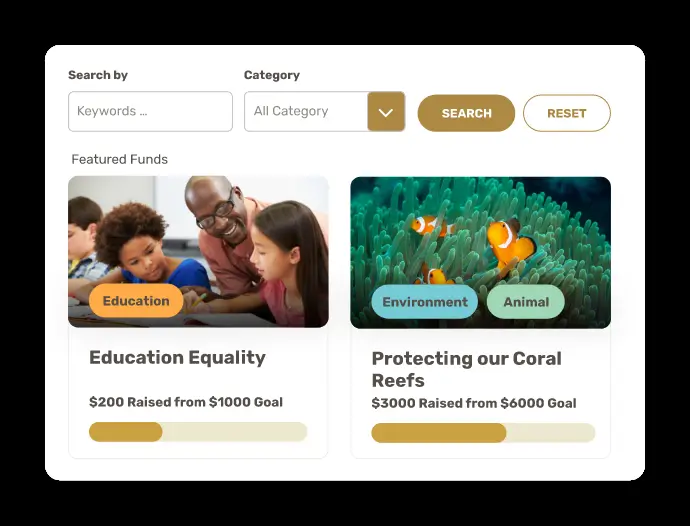 Search by
Category
Keywords ...
All Category
SEARCH
RESET
Featured Funds
Education
Environment
Animal
Education Equality
$200 Raised from $1000 Goal
Protecting our Coral
Reefs
$3000 Raised from $6000 Goal